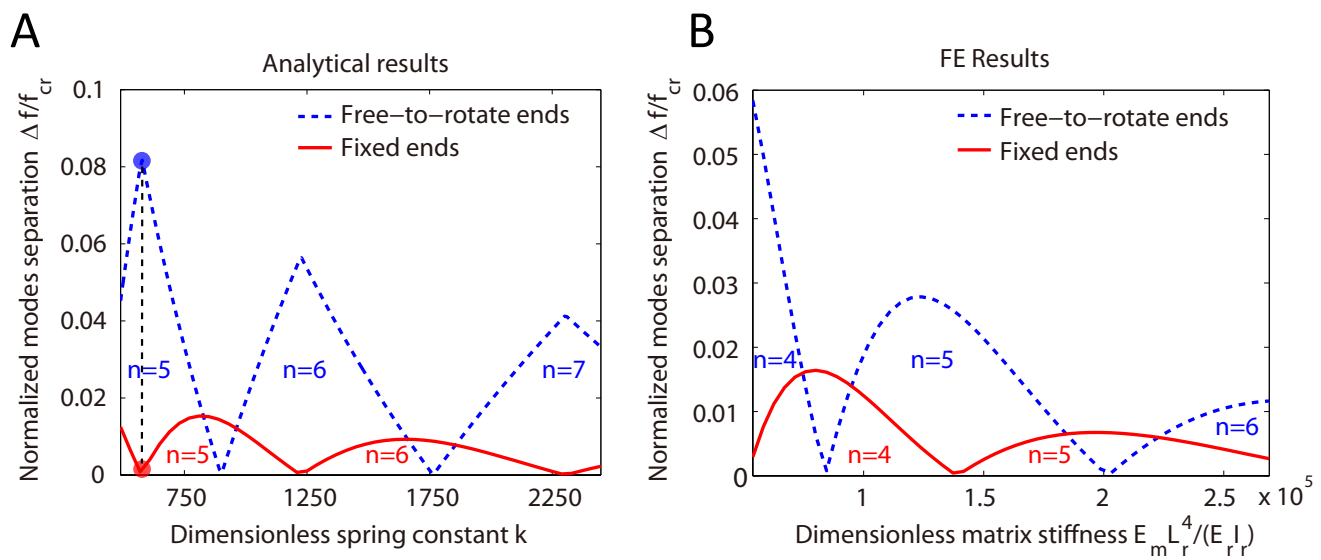 A
Analytical results
Normalized modes separation Δ f/f_cr
0.1
0.08
0.06
0.04
0.02
0
Free−to−rotate ends
Fixed ends
n=5
n=6
n=7
n=5
n=6
750
1250
1750
2250
Dimensionless spring constant k
B
FE Results
Normalized modes separation Δ f/f_cr
0.06
0.05
0.04
0.03
0.02
0.01
0
Free−to−rotate ends
Fixed ends
n=4
n=5
n=6
n=4
n=5
1
1.5
2
2.5
x 10^5
Dimensionless matrix stiffness E_m L_r^4/(E_r I_r)